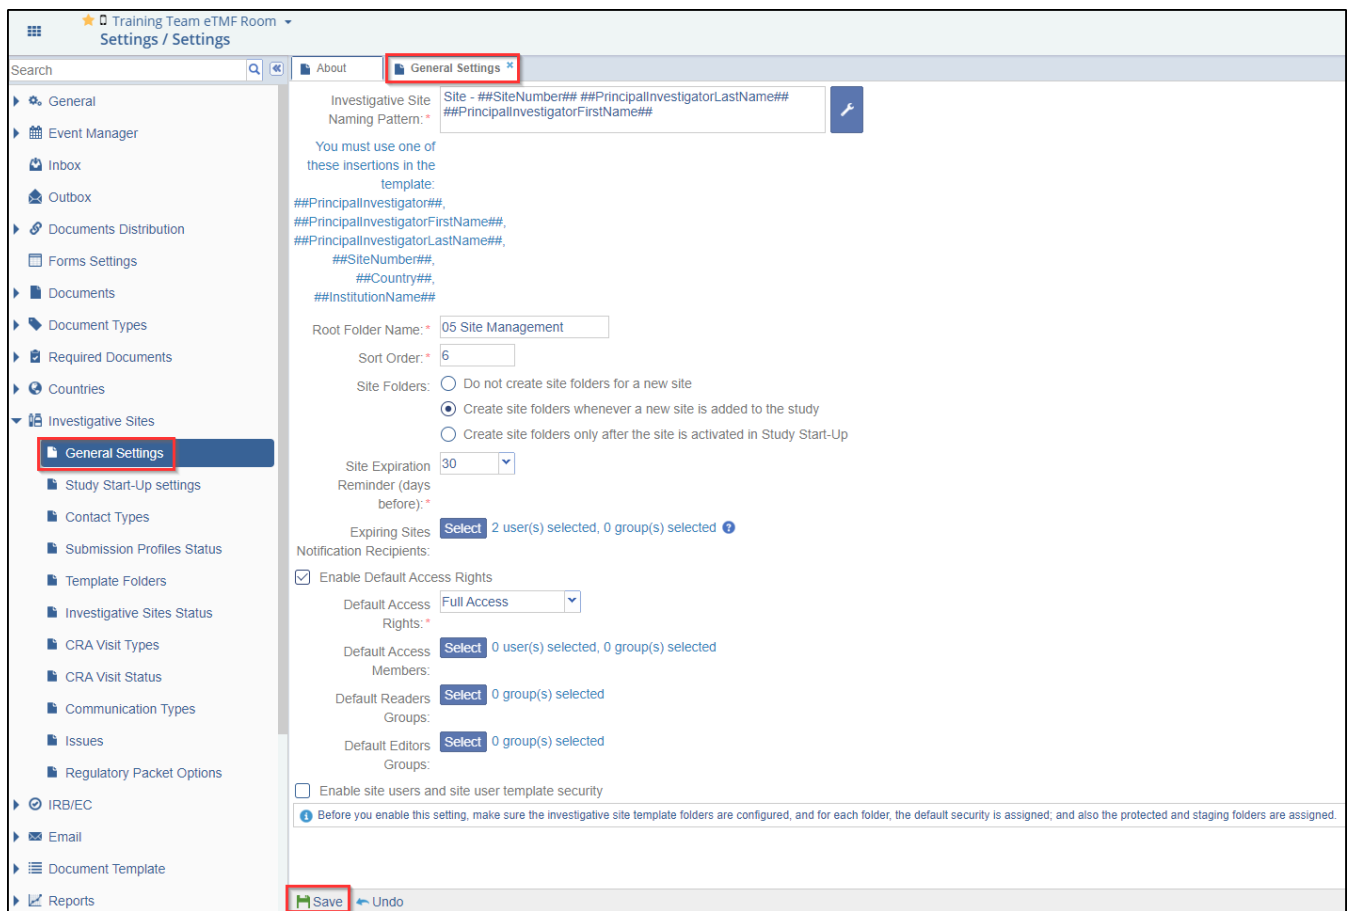 Training Team eTMF Room
Settings / Settings
Search
General
Event Manager
Inbox
Outbox
Documents Distribution
Forms Settings
Documents
Document Types
Required Documents
Countries
Investigative Sites
General Settings
Study Start-Up settings
Contact Types
Submission Profiles Status
Template Folders
Investigative Sites Status
CRA Visit Types
CRA Visit Status
Communication Types
Issues
Regulatory Packet Options
IRB/EC
Email
Document Template
Reports
About
General Settings
Investigative Site
Naming Pattern:*
Site - ##SiteNumber## ##PrincipalInvestigatorLastName##
##PrincipalInvestigatorFirstName##
You must use one of
these insertions in the
template:
##PrincipalInvestigator##,
##PrincipalInvestigatorFirstName##,
##PrincipalInvestigatorLastName##,
##SiteNumber##,
##Country##,
##InstitutionName##
Root Folder Name:* 05 Site Management
Sort Order:* 6
Site Folders: Do not create site folders for a new site
Create site folders whenever a new site is added to the study
Create site folders only after the site is activated in Study Start-Up
Site Expiration
Reminder (days
before):*
30
Expiring Sites
Notification Recipients:
Select 2 user(s) selected, 0 group(s) selected ?
Enable Default Access Rights
Default Access
Rights:*
Full Access
Default Access
Members:
Select 0 user(s) selected, 0 group(s) selected
Default Readers
Groups:
Select 0 group(s) selected
Default Editors
Groups:
Select 0 group(s) selected
Enable site users and site user template security
Before you enable this setting, make sure the investigative site template folders are configured, and for each folder, the default security is assigned; and also the protected and staging folders are assigned.
Save Undo